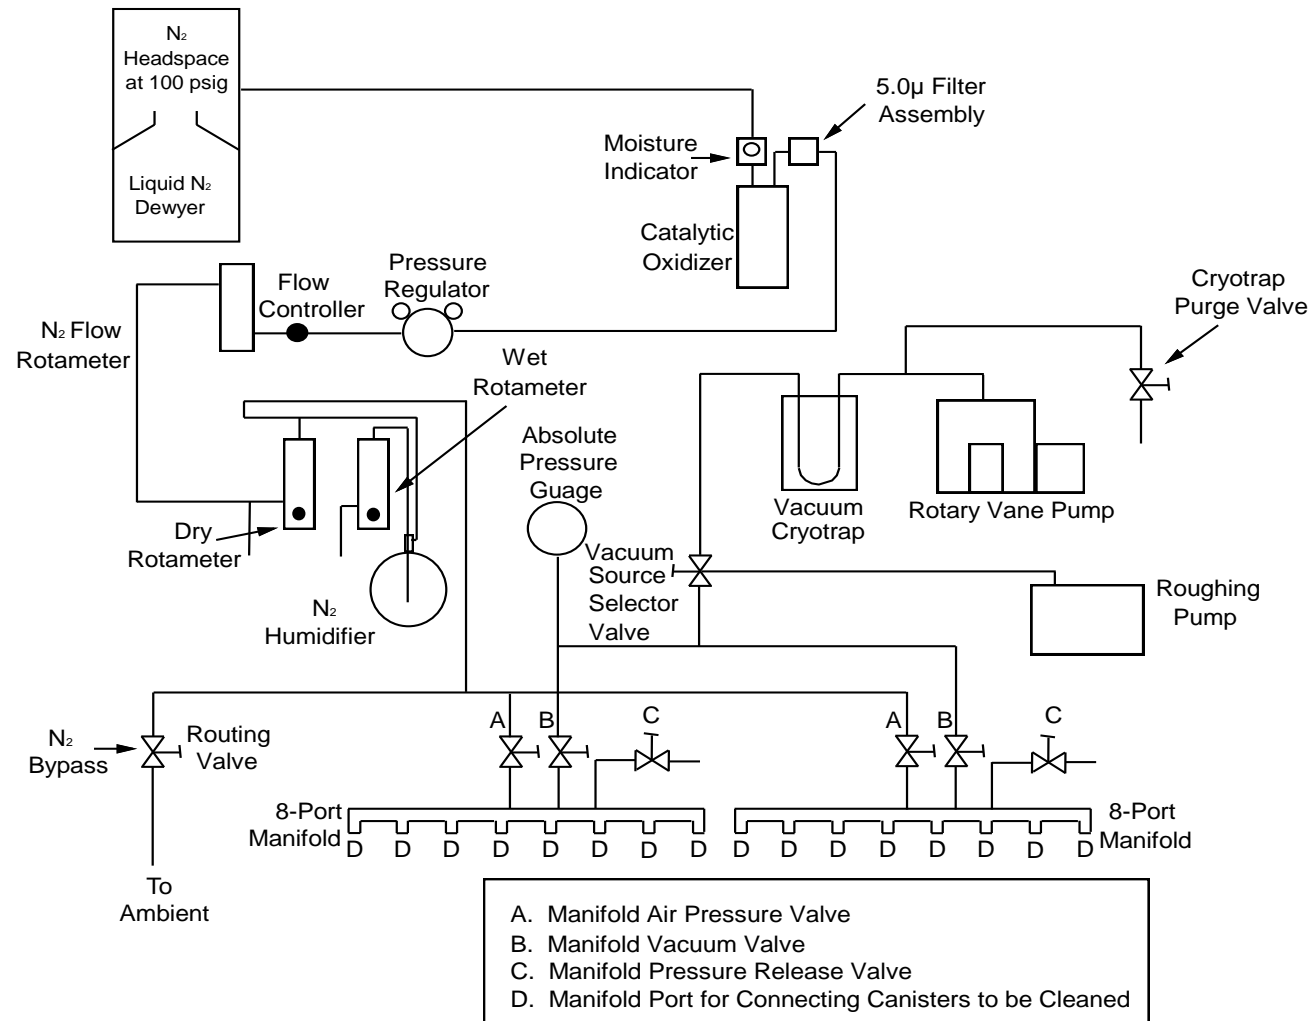 N₂
Headspace
at 100 psig
Liquid N₂
Dewyer
5.0µ Filter
Assembly
Moisture
Indicator
Catalytic
Oxidizer
Pressure
Regulator
Flow
Controller
N₂ Flow
Rotameter
Cryotrap
Purge Valve
Wet
Rotameter
Absolute
Pressure
Guage
Vacuum
Cryotrap
Rotary Vane Pump
Dry
Rotameter
N₂
Humidifier
Vacuum
Source
Selector
Valve
Roughing
Pump
N₂
Bypass
Routing
Valve
A
B
C
A
B
C
8-Port
Manifold
8-Port
Manifold
D D D D D D D D
D D D D D D D D
To
Ambient
A. Manifold Air Pressure Valve
B. Manifold Vacuum Valve
C. Manifold Pressure Release Valve
D. Manifold Port for Connecting Canisters to be Cleaned